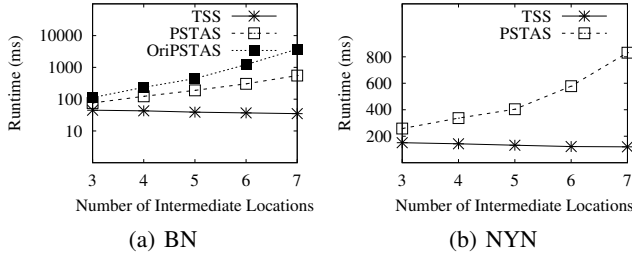 TSS
PSTAS
OriPSTAS
10000
1000
100
10
3 4 5 6 7
Runtime (ms)
Number of Intermediate Locations
(a) BN
TSS
PSTAS
800
600
400
200
3 4 5 6 7
Runtime (ms)
Number of Intermediate Locations
(b) NYN